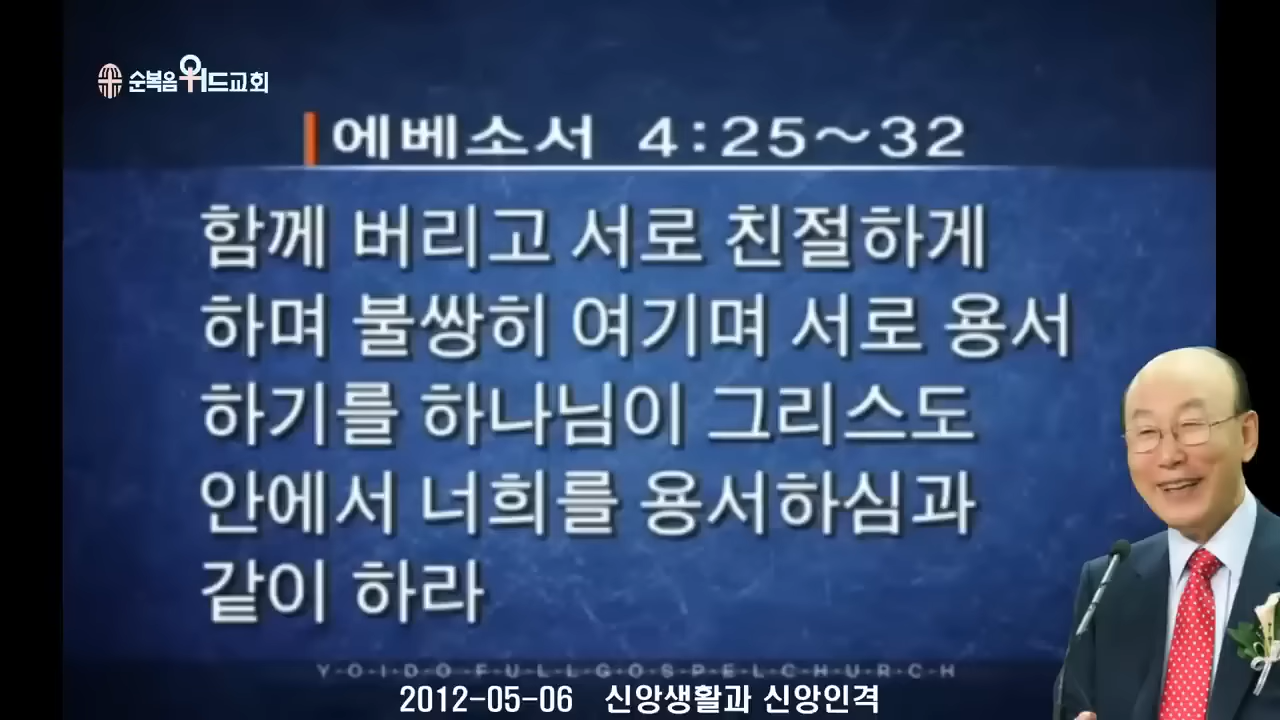 순복음위드교회
에베소서 4:25~32
함께 버리고 서로 친절하게
하며 불쌍히 여기며 서로 용서
하기를 하나님이 그리스도
안에서 너희를 용서하심과
같이 하라
Y·O·I·D·O·F·U·L·L·G·O·S·P·E·L·C·H·U·R·C·H
2012-05-06 신앙생활과 신앙인격